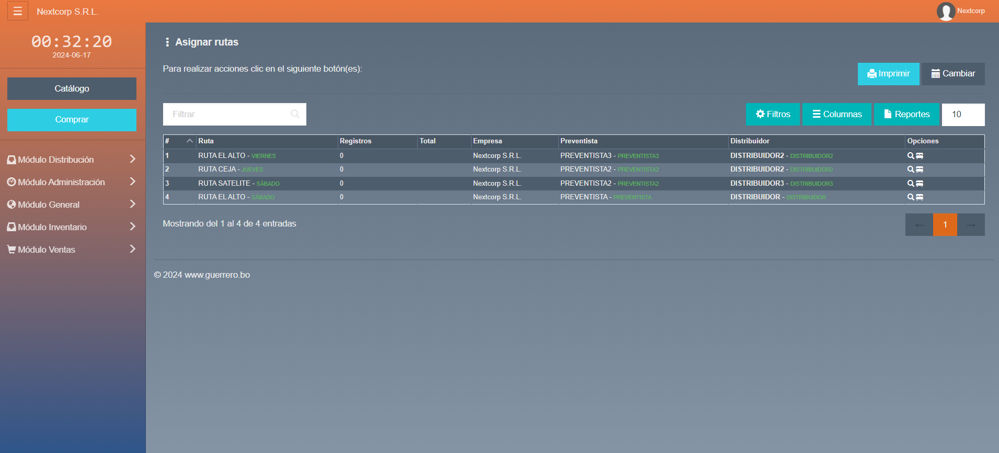 Nextcorp S.R.L.
Nextcorp
00:32:20
2024-06-17
Catálogo
Comprar
Módulo Distribución
Módulo Administración
Módulo General
Módulo Inventario
Módulo Ventas
Asignar rutas
Para realizar acciones clic en el siguiente botón(es):
Imprimir Cambiar
Filtrar Filtros Columnas Reportes 10
# Ruta Registros Total Empresa Preventista Distribuidor Opciones
1 RUTA EL ALTO - VIERNES 0 Nextcorp S.R.L. PREVENTISTA3 - PREVENTISTA3 DISTRIBUIDOR2 - DISTRIBUIDOR2
2 RUTA CEJA - JUEVES 0 Nextcorp S.R.L. PREVENTISTA2 - PREVENTISTA2 DISTRIBUIDOR2 - DISTRIBUIDOR2
3 RUTA SATELITE - SÁBADO 0 Nextcorp S.R.L. PREVENTISTA2 - PREVENTISTA2 DISTRIBUIDOR3 - DISTRIBUIDOR3
4 RUTA EL ALTO - SÁBADO 0 Nextcorp S.R.L. PREVENTISTA - PREVENTISTA DISTRIBUIDOR - DISTRIBUIDOR
Mostrando del 1 al 4 de 4 entradas
← 1 →
© 2024 www.guerrero.bo